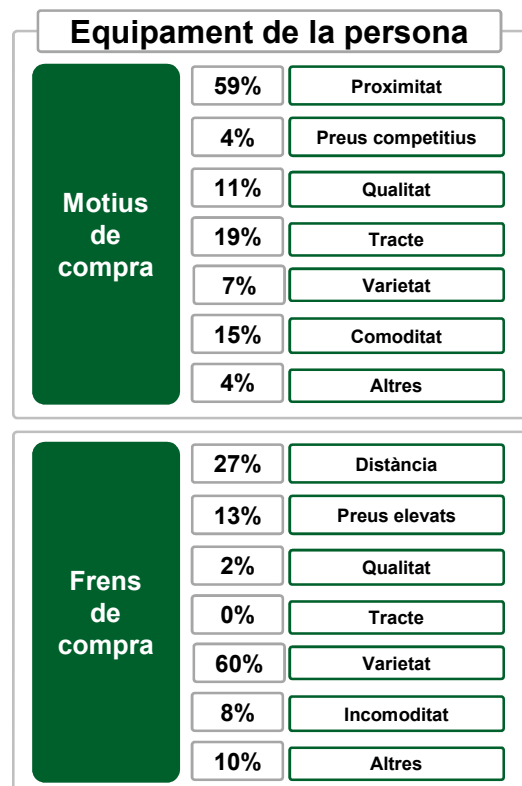 Equipament de la persona
Motius
de
compra
59% Proximitat
4% Preus competitius
11% Qualitat
19% Tracte
7% Varietat
15% Comoditat
4% Altres
Frens
de
compra
27% Distància
13% Preus elevats
2% Qualitat
0% Tracte
60% Varietat
8% Incomoditat
10% Altres